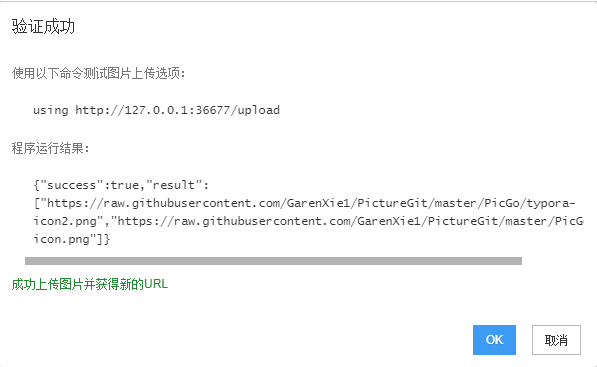 验证成功
使用以下命令测试图片上传选项:
using http://127.0.0.1:36677/upload
程序运行结果:
{"success":true,"result":
["https://raw.githubusercontent.com/GarenXie1/PictureGit/master/PicGo/typora-
icon2.png","https://raw.githubusercontent.com/GarenXie1/PictureGit/master/PicG
icon.png"]}
成功上传图片并获得新的URL
OK 取消